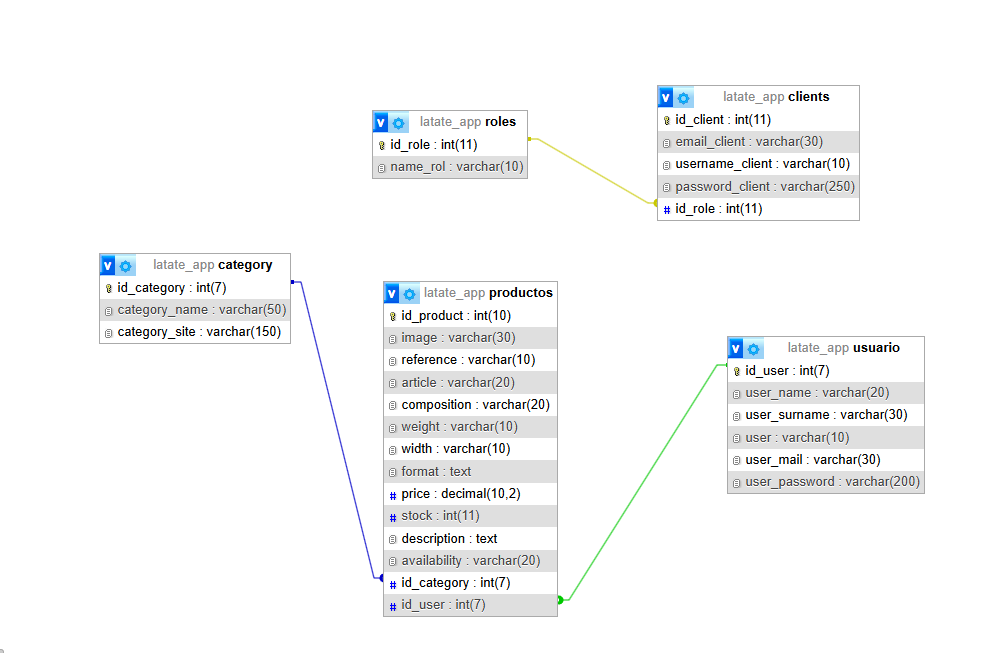 latate_app roles
id_role : int(11)
name_rol : varchar(10)
latate_app clients
id_client : int(11)
email_client : varchar(30)
username_client : varchar(10)
password_client : varchar(250)
# id_role : int(11)
latate_app category
id_category : int(7)
category_name : varchar(50)
category_site : varchar(150)
latate_app productos
id_product : int(10)
image : varchar(30)
reference : varchar(10)
article : varchar(20)
composition : varchar(20)
weight : varchar(10)
width : varchar(10)
format : text
# price : decimal(10,2)
# stock : int(11)
description : text
availability : varchar(20)
# id_category : int(7)
# id_user : int(7)
latate_app usuario
id_user : int(7)
user_name : varchar(20)
user_surname : varchar(30)
user : varchar(10)
user_mail : varchar(30)
user_password : varchar(200)